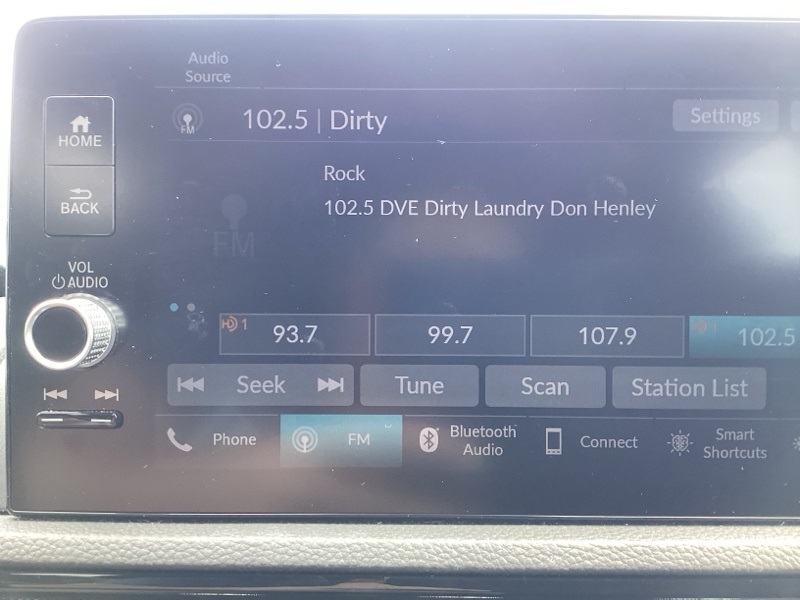 Audio
Source
FM
102.5 | Dirty
Settings
HOME
Rock
BACK
102.5 DVE Dirty Laundry Don Henley
FM
VOL
AUDIO
HD 1
93.7
99.7
107.9
102.5
Seek
Tune
Scan
Station List
Phone
FM
Bluetooth
Audio
Connect
Smart
Shortcuts